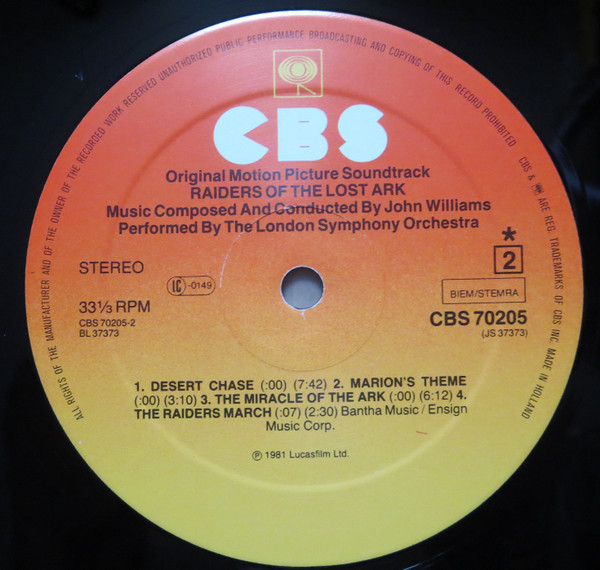 ALL RIGHTS OF THE MANUFACTURER AND OF THE OWNER OF THE RECORDED WORK RESERVED UNAUTHORIZED PUBLIC PERFORMANCE BROADCASTING AND COPYING OF THIS RECORD PROHIBITED
CBS & ARE REG. TRADEMARKS OF CBS INC. MADE IN HOLLAND
CBS
Original Motion Picture Soundtrack
RAIDERS OF THE LOST ARK
Music Composed And Conducted By John Williams
Performed By The London Symphony Orchestra
STEREO
*
2
LC-0149
BIEM/STEMRA
33⅓ RPM
CBS 70205-2
BL 37373
CBS 70205
(JS 37373)
1. DESERT CHASE (:00) (7:42) 2. MARION'S THEME
(:00) (3:10) 3. THE MIRACLE OF THE ARK (:00) (6:12) 4.
THE RAIDERS MARCH (:07) (2:30) Bantha Music / Ensign
Music Corp.
℗ 1981 Lucasfilm Ltd.